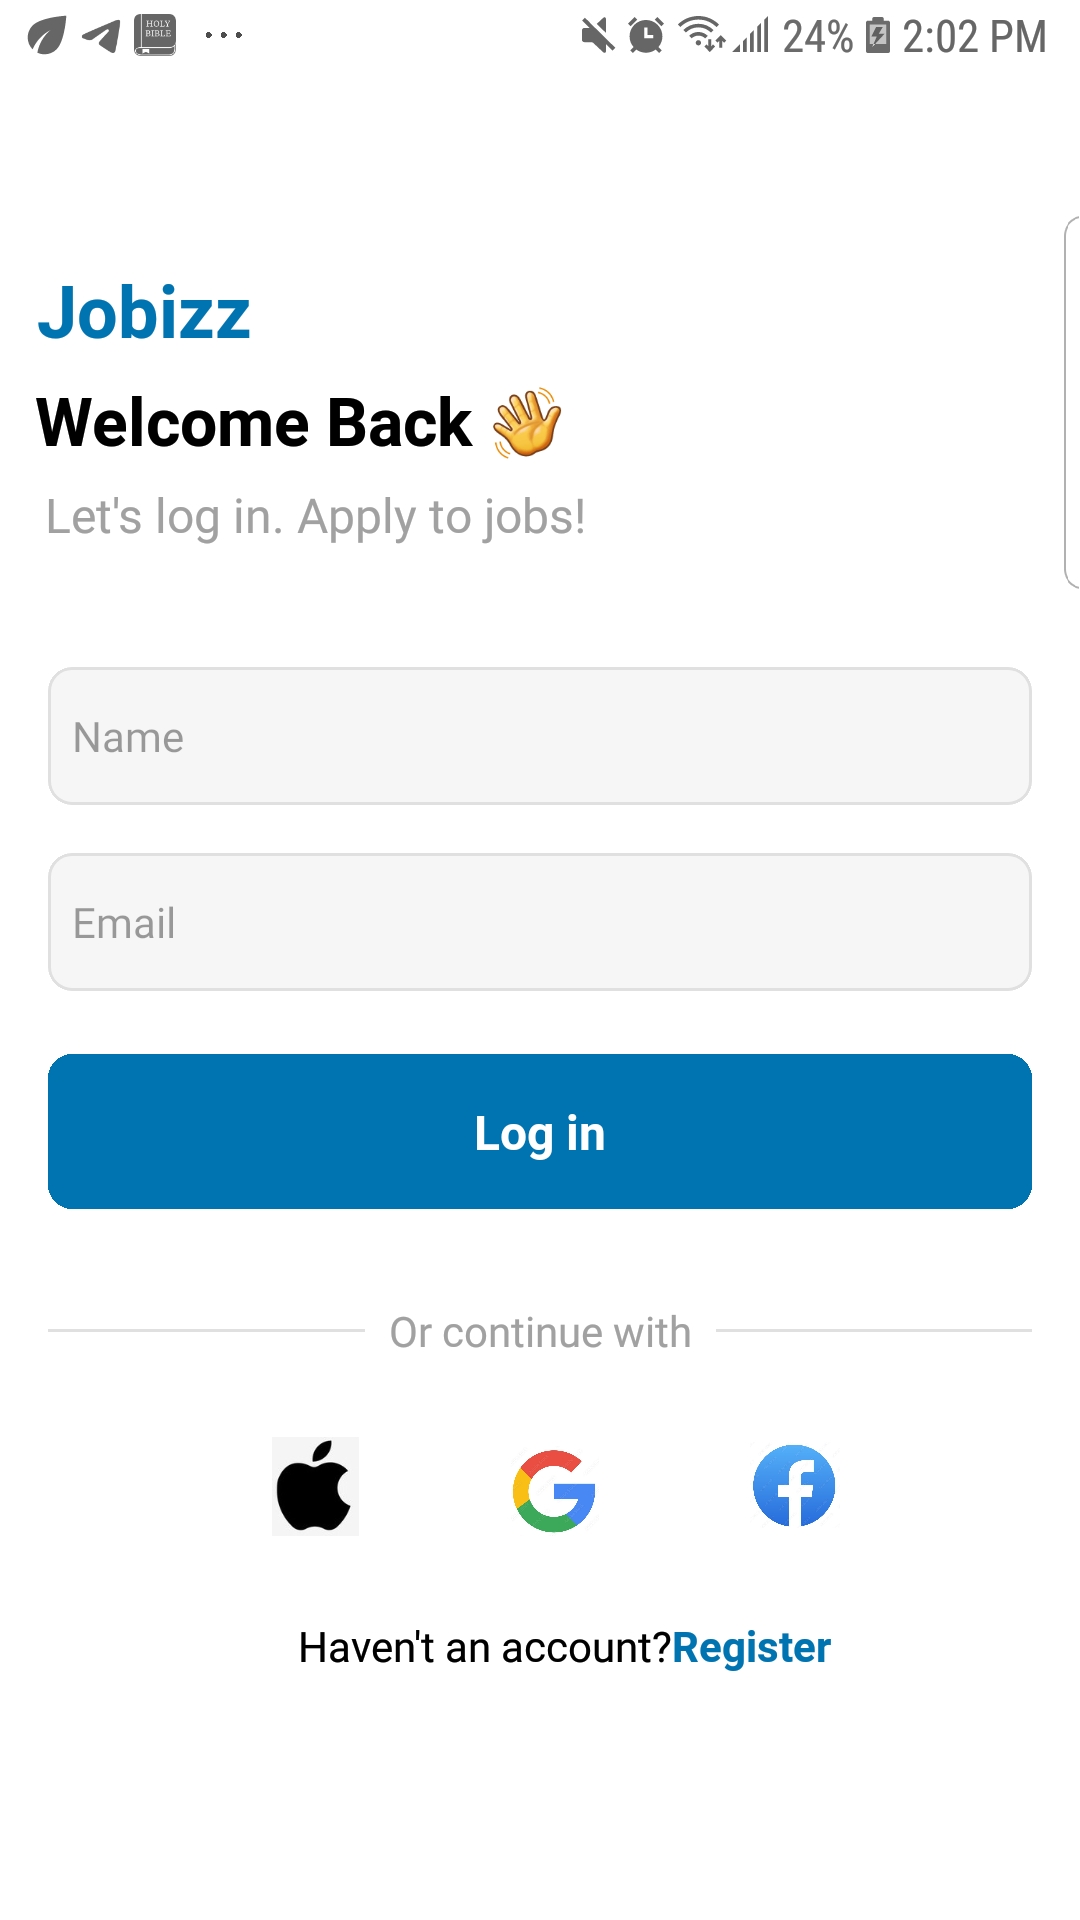 HOLY
BIBLE
24% 2:02 PM
Jobizz
Welcome Back 👋
Let's log in. Apply to jobs!
Name
Email
Log in
Or continue with
Haven't an account?Register